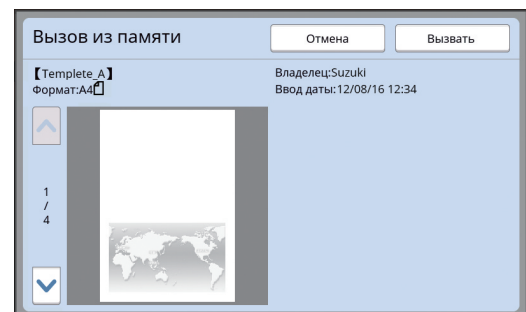 Вызов из памяти
Отмена
Вызвать
【Templete_A】
Формат:A4
Владелец:Suzuki
Ввод даты:12/08/16 12:34
1
/
4